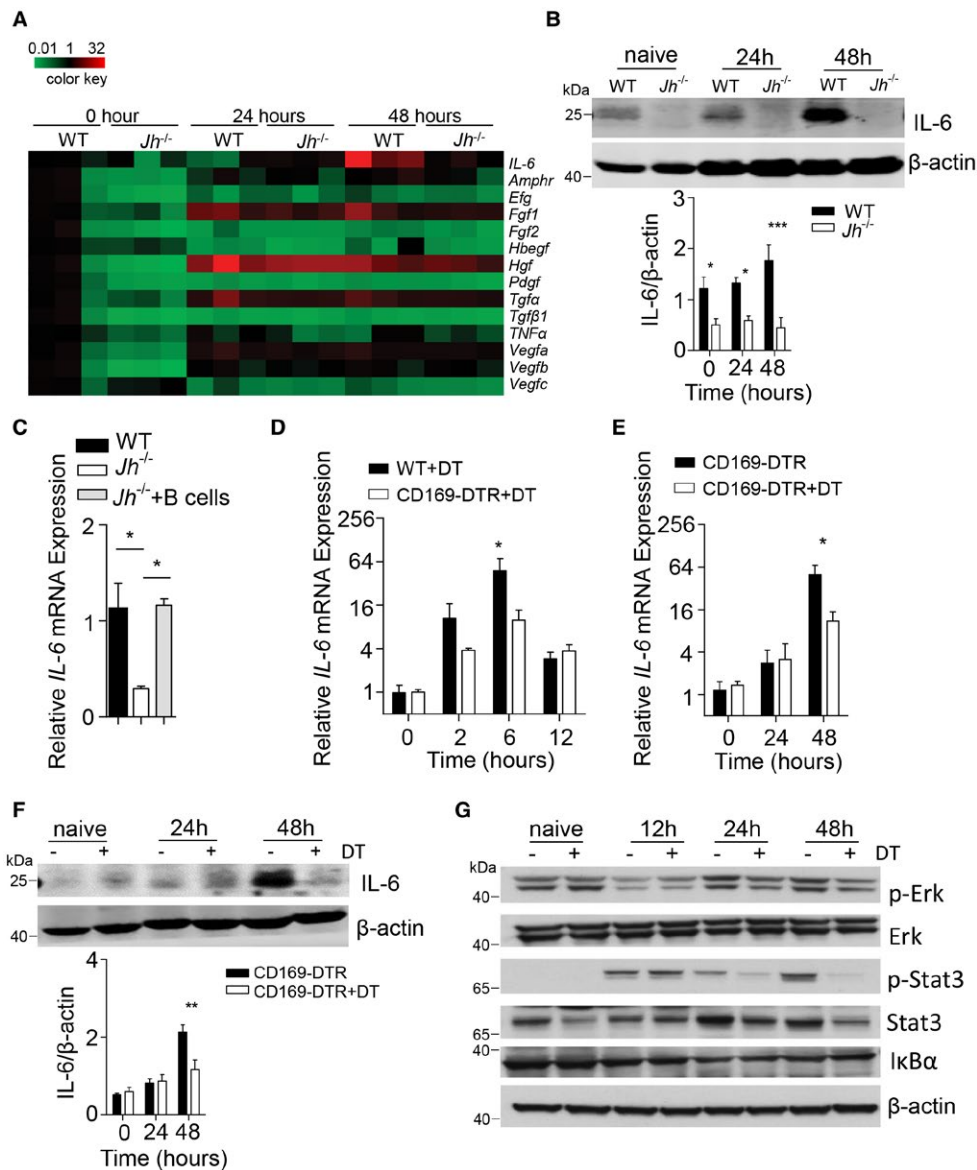 A
0.01 1 32
color key
0 hour 24 hours 48 hours
WT Jh-/- WT Jh-/- WT Jh-/-
IL-6
Amphr
Efg
Fgf1
Fgf2
Hbegf
Hgf
Pdgf
Tgfα
Tgfβ1
TNFα
Vegfa
Vegfb
Vegfc
B
naive 24h 48h
kDa WT Jh-/- WT Jh-/- WT Jh-/-
25 IL-6
40 β-actin
WT
Jh-/-
IL-6/β-actin
3
2
1
0
* * ***
0 24 48
Time (hours)
C
WT
Jh-/-
Jh-/-+B cells
Relative IL-6 mRNA Expression
2
1
0
* *
D
WT+DT
CD169-DTR+DT
Relative IL-6 mRNA Expression
256
64
16
4
1
*
0 2 6 12
Time (hours)
E
CD169-DTR
CD169-DTR+DT
Relative IL-6 mRNA Expression
256
64
16
4
1
*
0 24 48
Time (hours)
F
naive 24h 48h
kDa - + - + - + DT
25 IL-6
40 β-actin
CD169-DTR
CD169-DTR+DT
IL-6/β-actin
4
2
0
**
0 24 48
Time (hours)
G
naive 12h 24h 48h
kDa - + - + - + - + DT
40 p-Erk
40 Erk
65 p-Stat3
65 Stat3
40 IκBα
40 β-actin